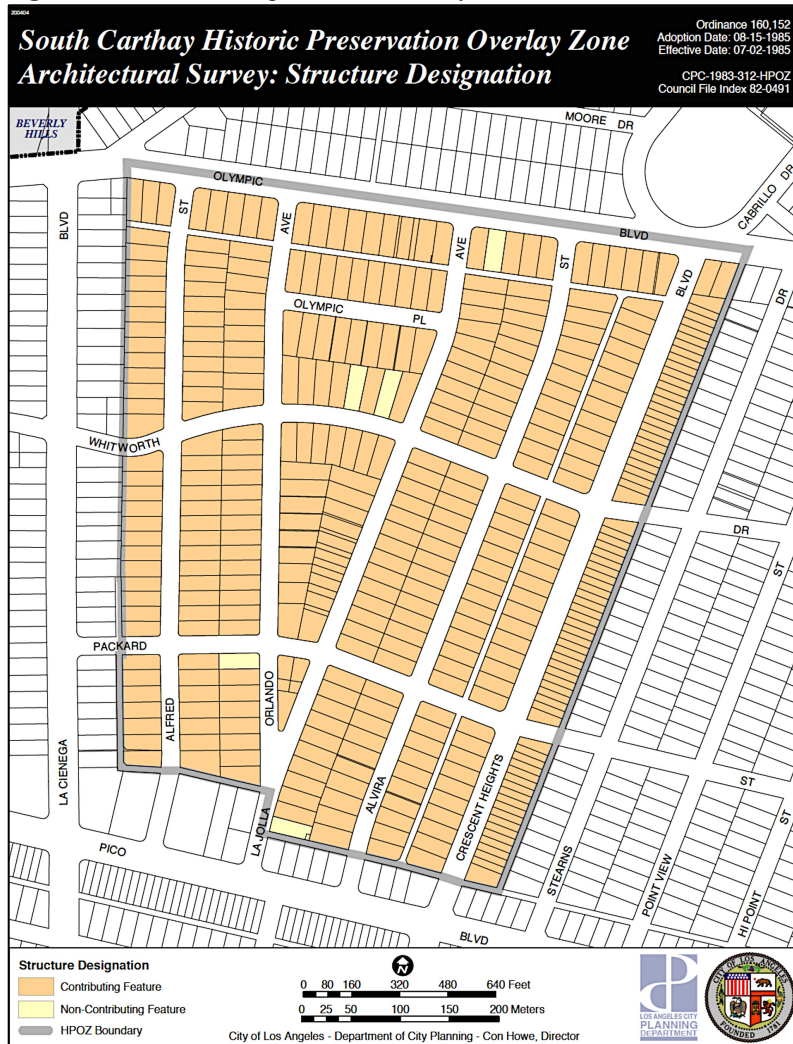 200404
South Carthay Historic Preservation Overlay Zone
Architectural Survey: Structure Designation
Ordinance 160,152
Adoption Date: 08-15-1985
Effective Date: 07-02-1985
CPC-1983-312-HPOZ
Council File Index 82-0491
BEVERLY
HILLS
MOORE DR
CABRILLO DR
OLYMPIC BLVD
BLVD
ST
AVE
AVE
ST
BLVD
DR
OLYMPIC PL
WHITWORTH
DR
ST
PACKARD
ALFRED
ORLANDO
LA CIENEGA
LA JOLLA
ALVIRA
CRESCENT HEIGHTS
STEARNS
POINT VIEW
HI POINT
ST
ST
PICO
BLVD
Structure Designation
Contributing Feature
Non-Contributing Feature
HPOZ Boundary
N
0 80 160 320 480 640 Feet
0 25 50 100 150 200 Meters
City of Los Angeles - Department of City Planning - Con Howe, Director
LOS ANGELES CITY
PLANNING
DEPARTMENT
CITY OF LOS ANGELES
FOUNDED 1781